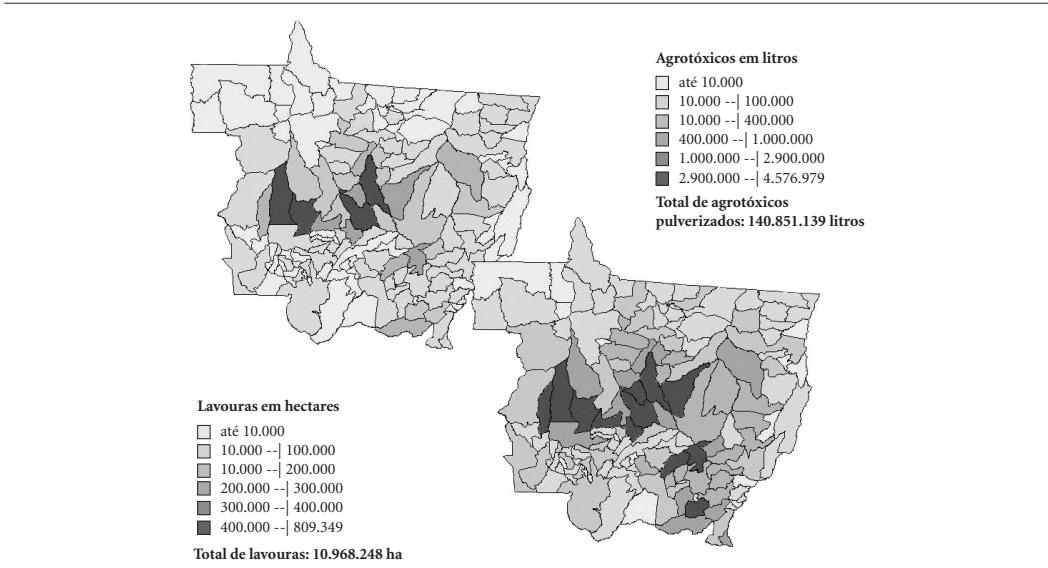 Agrotóxicos em litros
até 10.000
10.000 --| 100.000
10.000 --| 400.000
400.000 --| 1.000.000
1.000.000 --| 2.900.000
2.900.000 --| 4.576.979
Total de agrotóxicos
pulverizados: 140.851.139 litros
Lavouras em hectares
até 10.000
10.000 --| 100.000
10.000 --| 200.000
200.000 --| 300.000
300.000 --| 400.000
400.000 --| 809.349
Total de lavouras: 10.968.248 ha